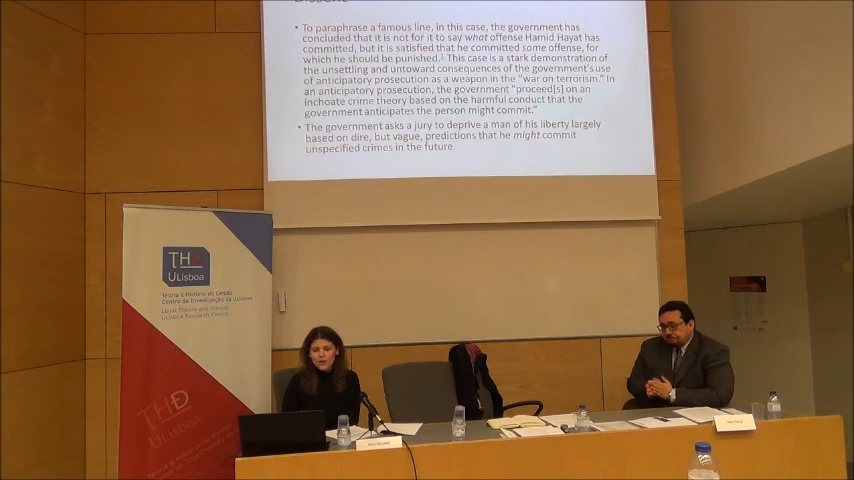 Dissent
• To paraphrase a famous line, in this case, the government has
concluded that it is not for it to say what offense Hamid Hayat has
committed, but it is satisfied that he committed some offense, for
which he should be punished.1 This case is a stark demonstration of
the unsettling and untoward consequences of the government's use
of anticipatory prosecution as a weapon in the "war on terrorism." In
an anticipatory prosecution, the government "proceed[s] on an
inchoate crime theory based on the harmful conduct that the
government anticipates the person might commit."
• The government asks a jury to deprive a man of his liberty largely
based on dire, but vague, predictions that he might commit
unspecified crimes in the future.
THD
ULisboa
Teoria e História do Direito
Centro de Investigação da ULisboa
Legal Theory and History
ULisboa Research Centre
THD
ULisboa